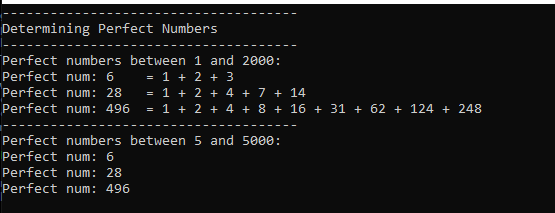 -------------------------------------
Determining Perfect Numbers
-------------------------------------
Perfect numbers between 1 and 2000:
Perfect num: 6    = 1 + 2 + 3
Perfect num: 28   = 1 + 2 + 4 + 7 + 14
Perfect num: 496  = 1 + 2 + 4 + 8 + 16 + 31 + 62 + 124 + 248
-------------------------------------
Perfect numbers between 5 and 5000:
Perfect num: 6
Perfect num: 28
Perfect num: 496